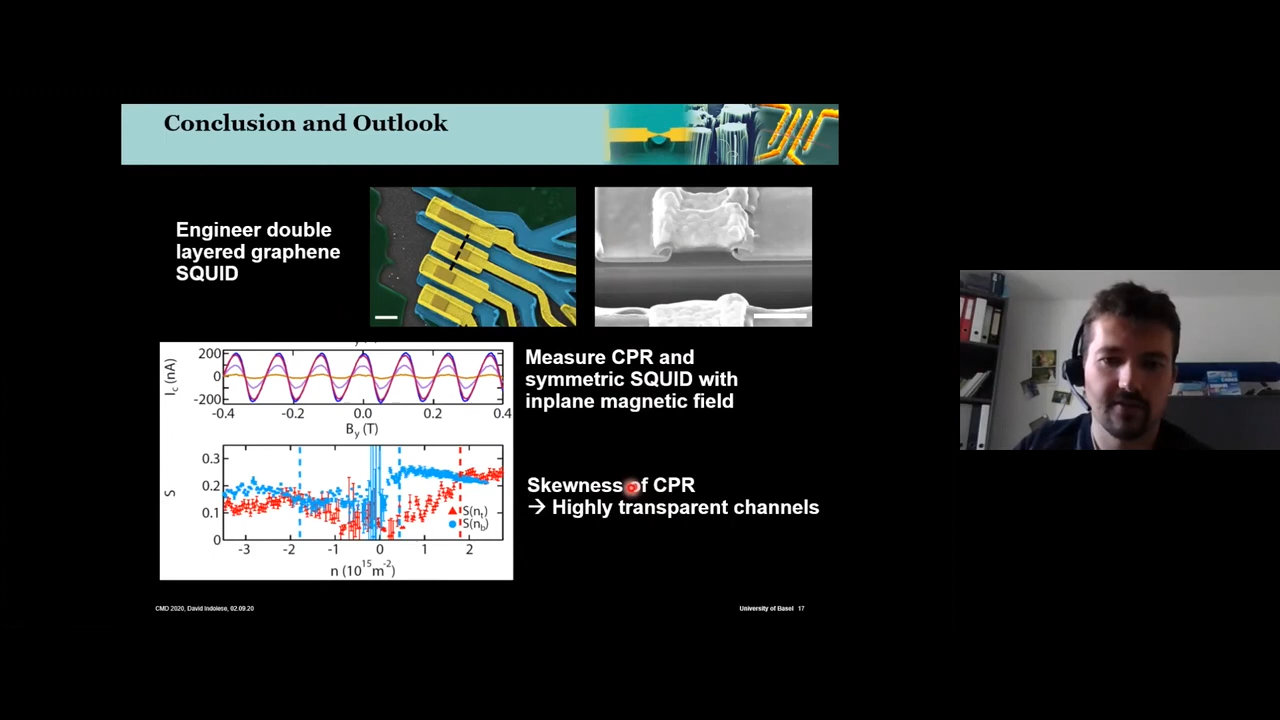 Conclusion and Outlook
Engineer double
layered graphene
SQUID
200
0
-200
I_c (nA)
-0.4
-0.2
0.0
0.2
0.4
B_y (T)
Measure CPR and
symmetric SQUID with
inplane magnetic field
0.3
0.2
0.1
0
S
S(n_t)
S(n_b)
-3
-2
-1
0
1
2
n (10^15 m^-2)
Skewness of CPR
→ Highly transparent channels
CMD 2020, David Indolese, 02.09.20
University of Basel 17